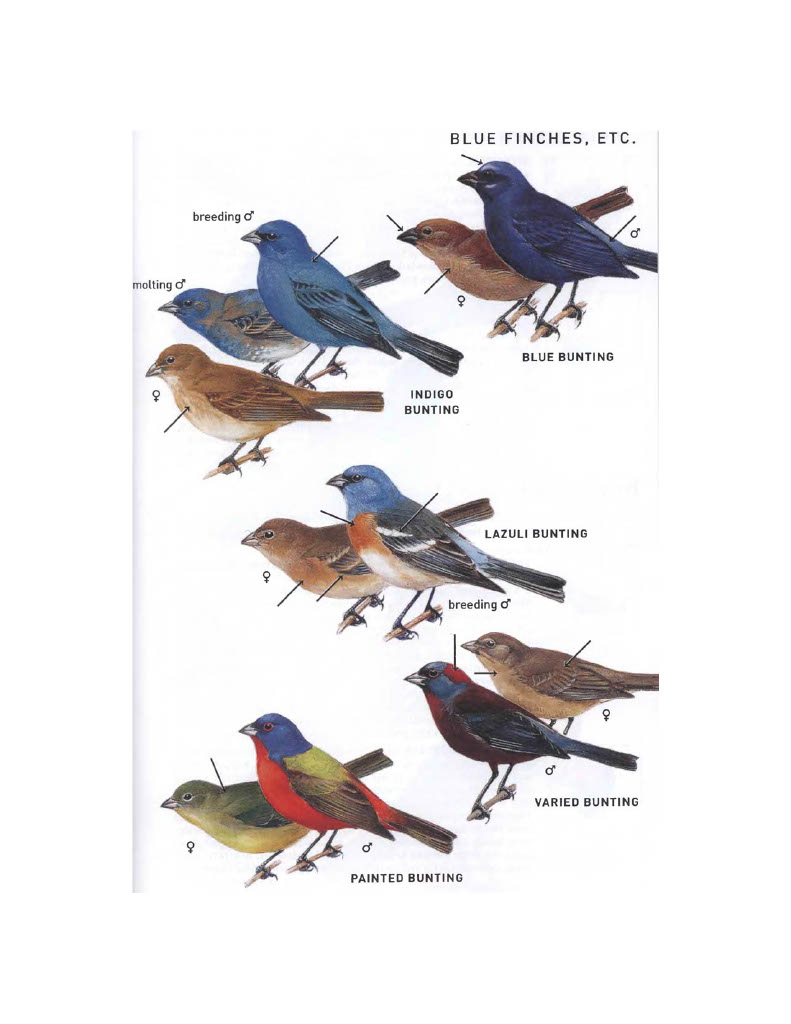 BLUE FINCHES, ETC.
breeding ♂
♂
molting ♂
♀
BLUE BUNTING
♀
INDIGO
BUNTING
LAZULI BUNTING
♀
breeding ♂
♀
♂
VARIED BUNTING
♀
♂
PAINTED BUNTING